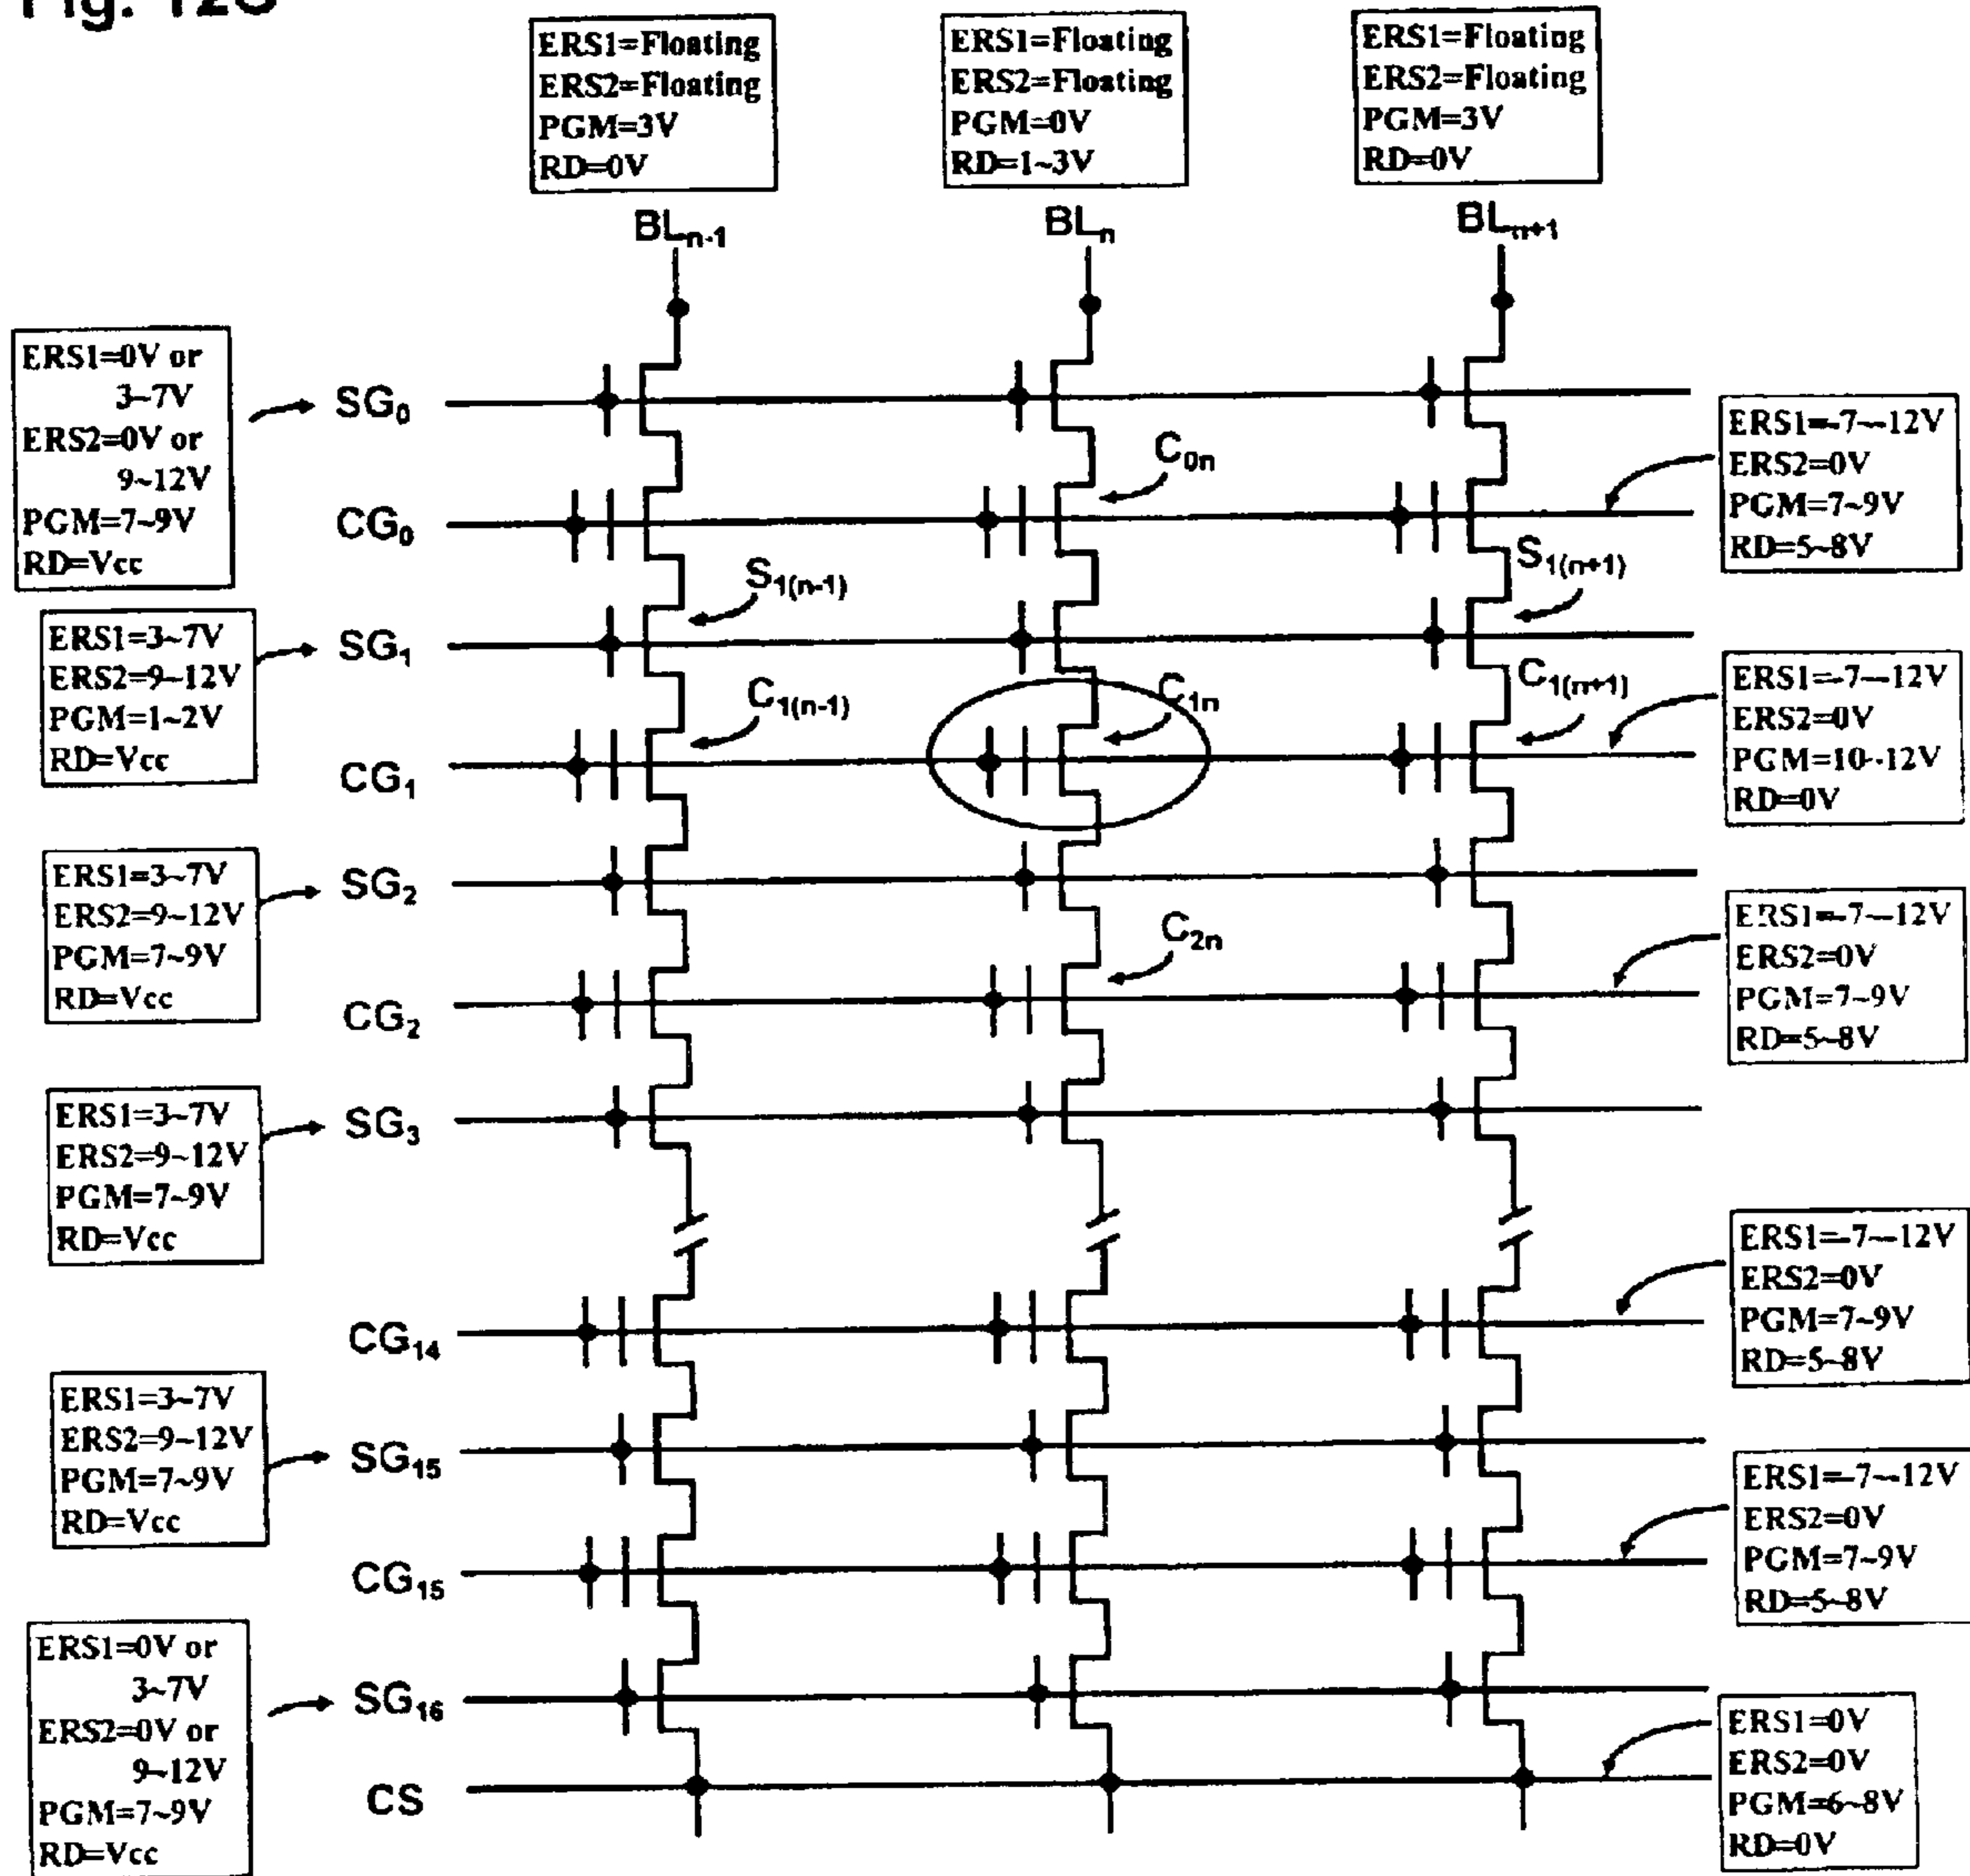 Fig.
ERS1=Floating
ERS2=Floating
PGM=3V
RD=0V
ERS1=Floating
ERS2=Floating
PGM=0V
RD=1~3V
ERS1=Floating
ERS2=Floating
PGM=3V
RD=0V
BLn-1
BLn
BLn+1
ERS1=0V or
3~7V
ERS2=0V or
9~12V
PGM=7~9V
RD=Vcc
SG0
C0n
ERS1=-7~-12V
ERS2=0V
PGM=7~9V
RD=5~8V
CG0
S1(n-1)
S1(n+1)
ERS1=3~7V
ERS2=9~12V
PGM=1~2V
RD=Vcc
SG1
C1(n-1)
C1n
C1(n+1)
ERS1=-7~-12V
ERS2=0V
PGM=10~12V
RD=0V
CG1
ERS1=3~7V
ERS2=9~12V
PGM=7~9V
RD=Vcc
SG2
C2n
ERS1=-7~-12V
ERS2=0V
PGM=7~9V
RD=5~8V
CG2
ERS1=3~7V
ERS2=9~12V
PGM=7~9V
RD=Vcc
SG3
ERS1=-7~-12V
ERS2=0V
PGM=7~9V
RD=5~8V
CG14
ERS1=3~7V
ERS2=9~12V
PGM=7~9V
RD=Vcc
SG15
ERS1=-7~-12V
ERS2=0V
PGM=7~9V
RD=5~8V
CG15
ERS1=0V or
3~7V
ERS2=0V or
9~12V
PGM=7~9V
RD=Vcc
SG16
ERS1=0V
ERS2=0V
PGM=6~8V
RD=0V
CS